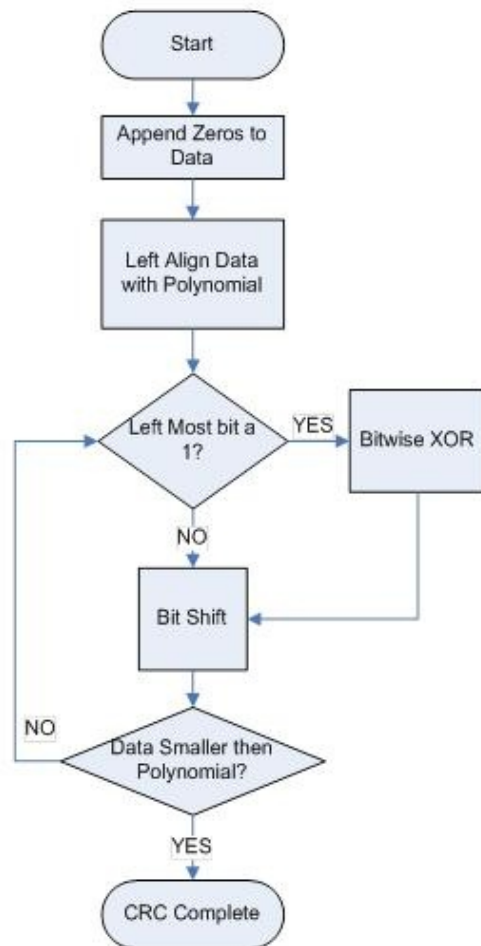 Start
Append Zeros to
Data
Left Align Data
with Polynomial
Left Most bit a
1?
YES
Bitwise XOR
NO
Bit Shift
NO
Data Smaller then
Polynomial?
YES
CRC Complete